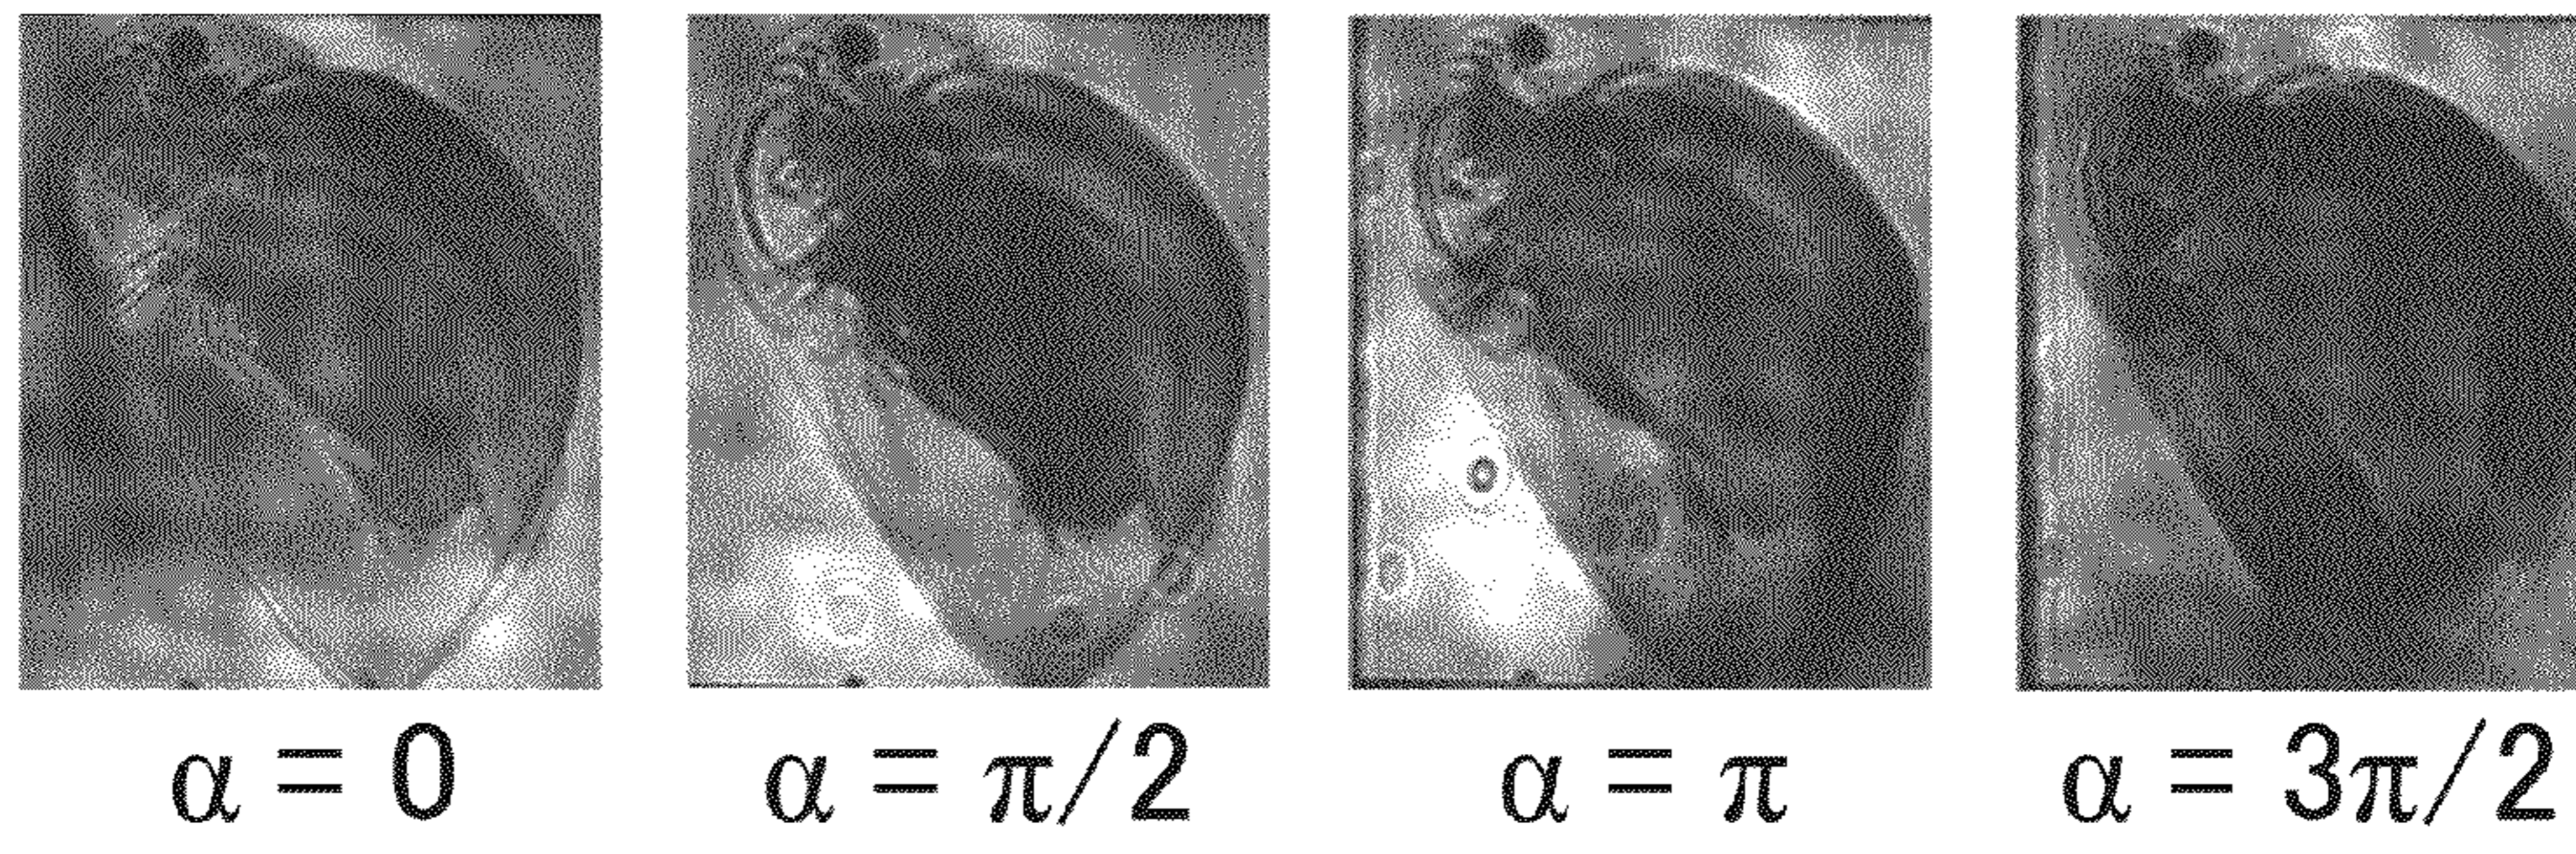 α = 0
α = π/2
α = π
α = 3π/2